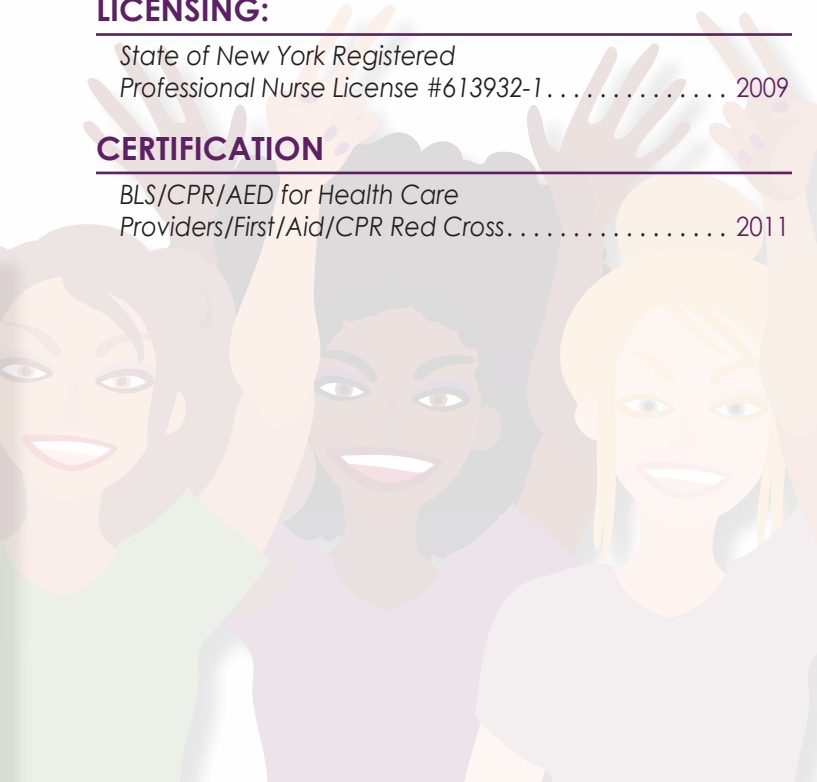 LICENSING:
State of New York Registered
Professional Nurse License #613932-1. . . . . . . . . . . . . . 2009
CERTIFICATION
BLS/CPR/AED for Health Care
Providers/First/Aid/CPR Red Cross. . . . . . . . . . . . . . . . . 2011